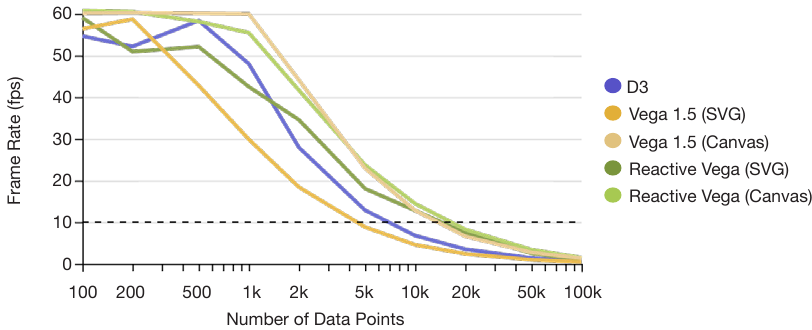 60
50
40
30
20
10
0
Frame Rate (fps)
100 200 500 1k 2k 5k 10k 20k 50k 100k
Number of Data Points
D3
Vega 1.5 (SVG)
Vega 1.5 (Canvas)
Reactive Vega (SVG)
Reactive Vega (Canvas)